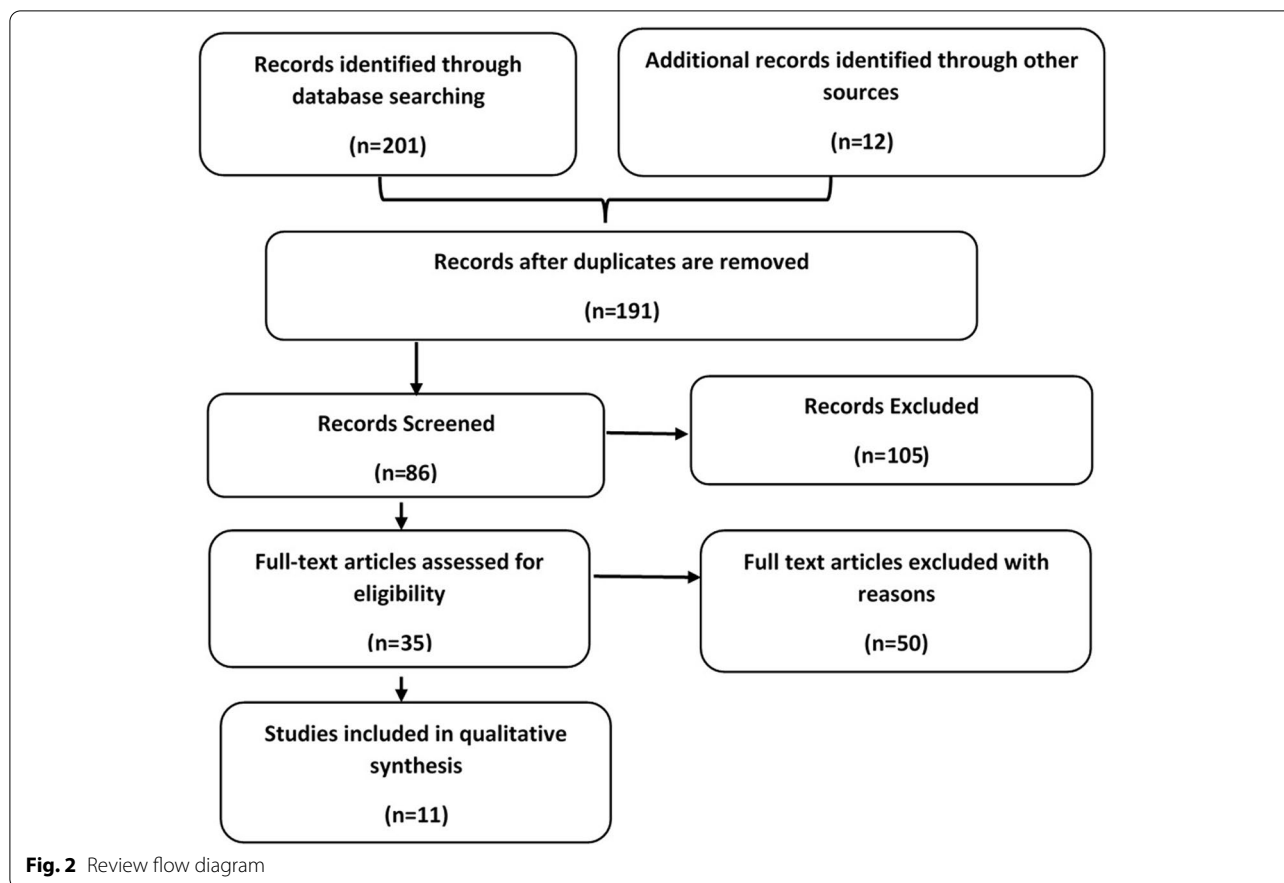 Records identified through
database searching
(n=201)
Additional records identified through other
sources
(n=12)
Records after duplicates are removed
(n=191)
Records Screened
(n=86)
Records Excluded
(n=105)
Full-text articles assessed for
eligibility
(n=35)
Full text articles excluded with
reasons
(n=50)
Studies included in qualitative
synthesis
(n=11)
Fig. 2 Review flow diagram